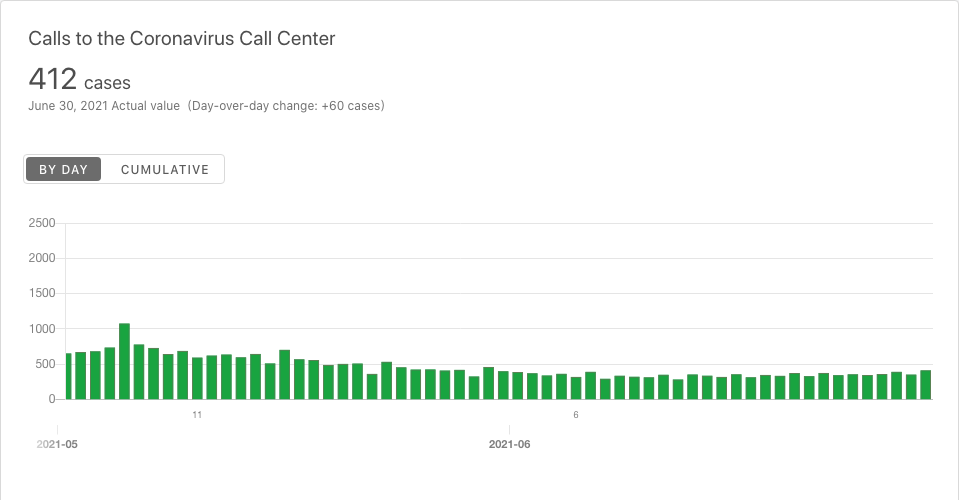 Calls to the Coronavirus Call Center
412 cases
June 30, 2021 Actual value (Day-over-day change: +60 cases)
BY DAY CUMULATIVE
2500
2000
1500
1000
500
0
11 6
2021-05 2021-06